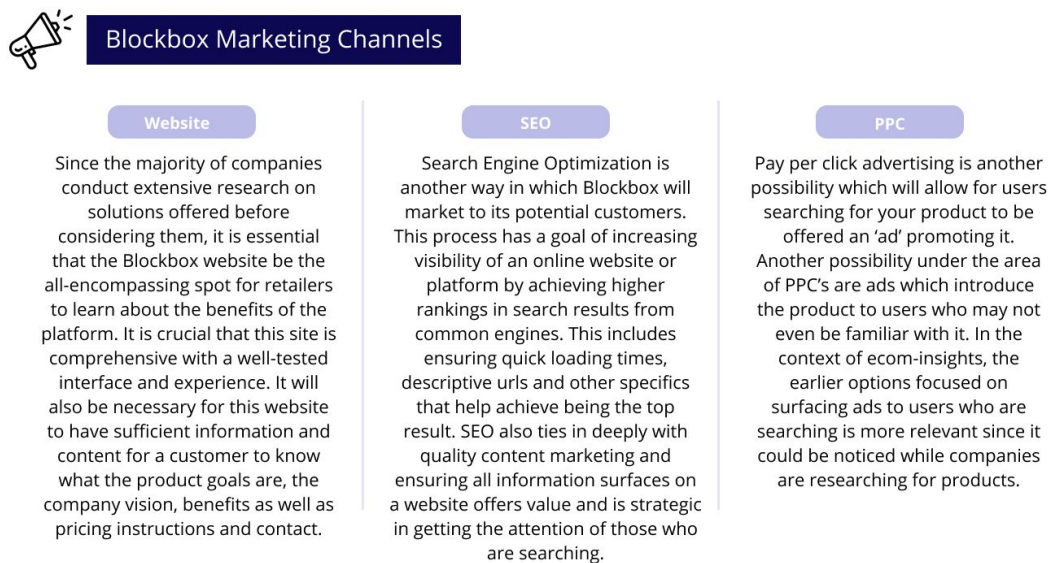 Blockbox Marketing Channels
Website
Since the majority of companies
conduct extensive research on
solutions offered before
considering them, it is essential
that the Blockbox website be the
all-encompassing spot for retailers
to learn about the benefits of the
platform. It is crucial that this site is
comprehensive with a well-tested
interface and experience. It will
also be necessary for this website
to have sufficient information and
content for a customer to know
what the product goals are, the
company vision, benefits as well as
pricing instructions and contact.
SEO
Search Engine Optimization is
another way in which Blockbox will
market to its potential customers.
This process has a goal of increasing
visibility of an online website or
platform by achieving higher
rankings in search results from
common engines. This includes
ensuring quick loading times,
descriptive urls and other specifics
that help achieve being the top
result. SEO also ties in deeply with
quality content marketing and
ensuring all information surfaces on
a website offers value and is strategic
in getting the attention of those who
are searching.
PPC
Pay per click advertising is another
possibility which will allow for users
searching for your product to be
offered an ‘ad’ promoting it.
Another possibility under the area
of PPC’s are ads which introduce
the product to users who may not
even be familiar with it. In the
context of ecom-insights, the
earlier options focused on
surfacing ads to users who are
searching is more relevant since it
could be noticed while companies
are researching for products.